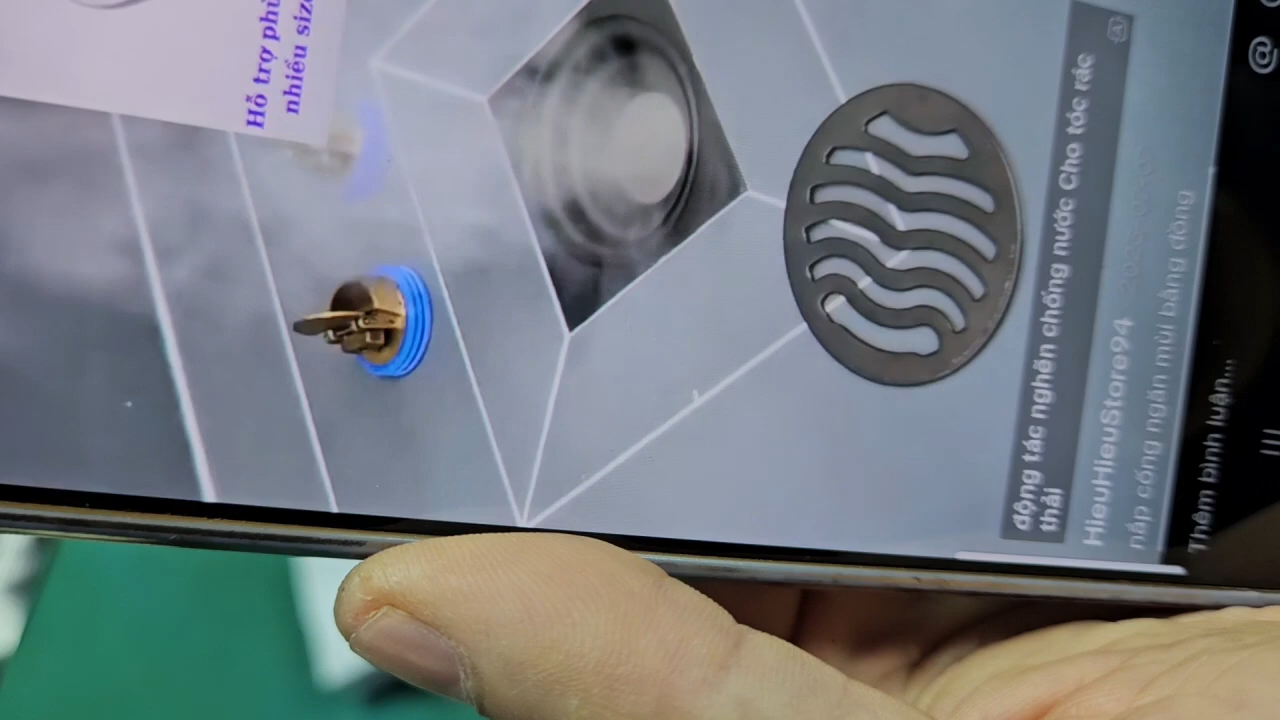 Hỗ trợ phù
nhiều size
động tác nghẽn chống nước Cho tóc rác
thải
HieuHieuStore94
nắp cống ngăn mùi bằng đồng
Thêm bình luận...
@